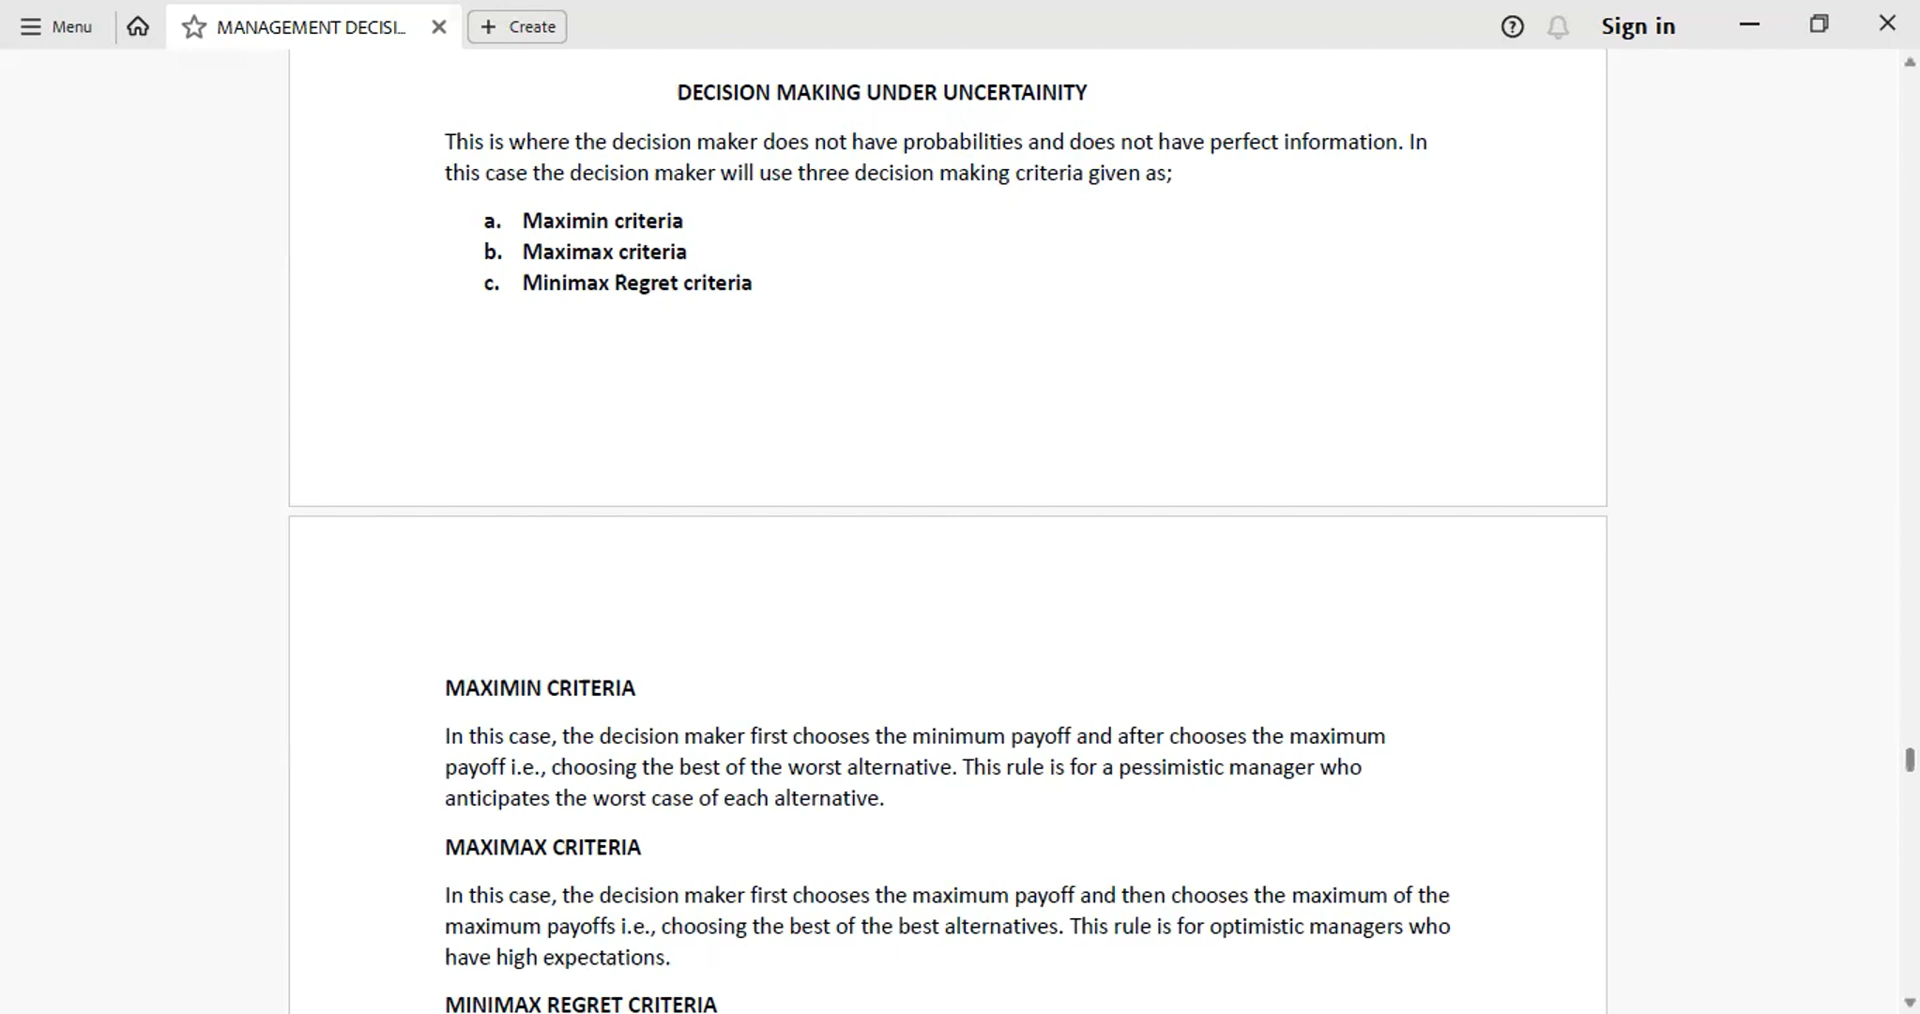 Menu
MANAGEMENT DECISI...
Create
Sign in
DECISION MAKING UNDER UNCERTAINITY
This is where the decision maker does not have probabilities and does not have perfect information. In
this case the decision maker will use three decision making criteria given as;
a. Maximin criteria
b. Maximax criteria
c. Minimax Regret criteria
MAXIMIN CRITERIA
In this case, the decision maker first chooses the minimum payoff and after chooses the maximum
payoff i.e., choosing the best of the worst alternative. This rule is for a pessimistic manager who
anticipates the worst case of each alternative.
MAXIMAX CRITERIA
In this case, the decision maker first chooses the maximum payoff and then chooses the maximum of the
maximum payoffs i.e., choosing the best of the best alternatives. This rule is for optimistic managers who
have high expectations.
MINIMAX REGRET CRITERIA